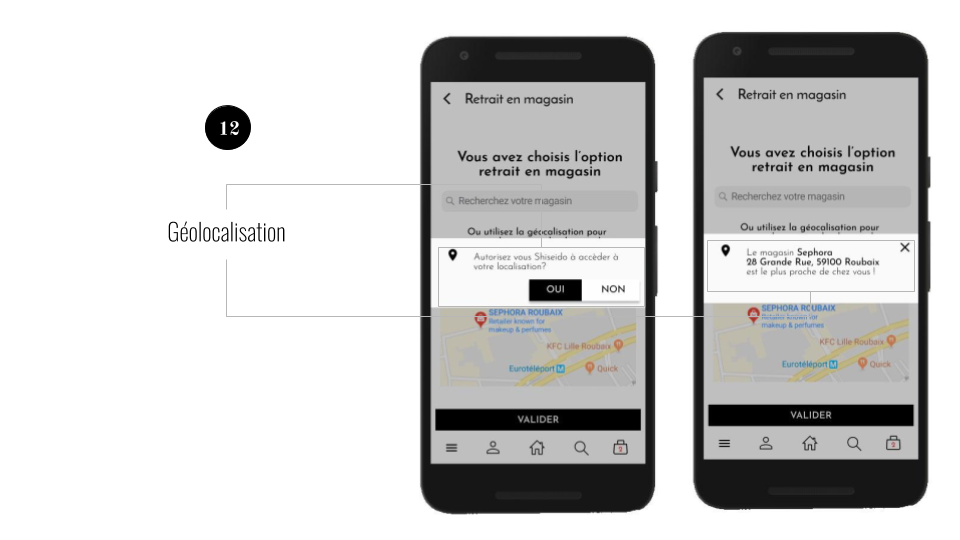 12
Géolocalisation
Retrait en magasin
Vous avez choisis l'option
retrait en magasin
Recherchez votre magasin
Ou utilisez la géocalisation pour
Autorisez vous Shiseido à accèder à
votre localisation?
OUI NON
SEPHORA ROUBAIX
Retailer known for
makeup & perfumes
KFC Lille Roubaix
Eurotéléport M Quick
VALIDER
Retrait en magasin
Vous avez choisis l'option
retrait en magasin
Recherchez votre magasin
Ou utilisez la géocalisation pour
Le magasin Sephora
28 Grande Rue, 59100 Roubaix
est le plus proche de chez vous !
SEPHORA ROUBAIX
Retailer known for
makeup & perfumes
KFC Lille Roubaix
Eurotéléport M Quick
VALIDER